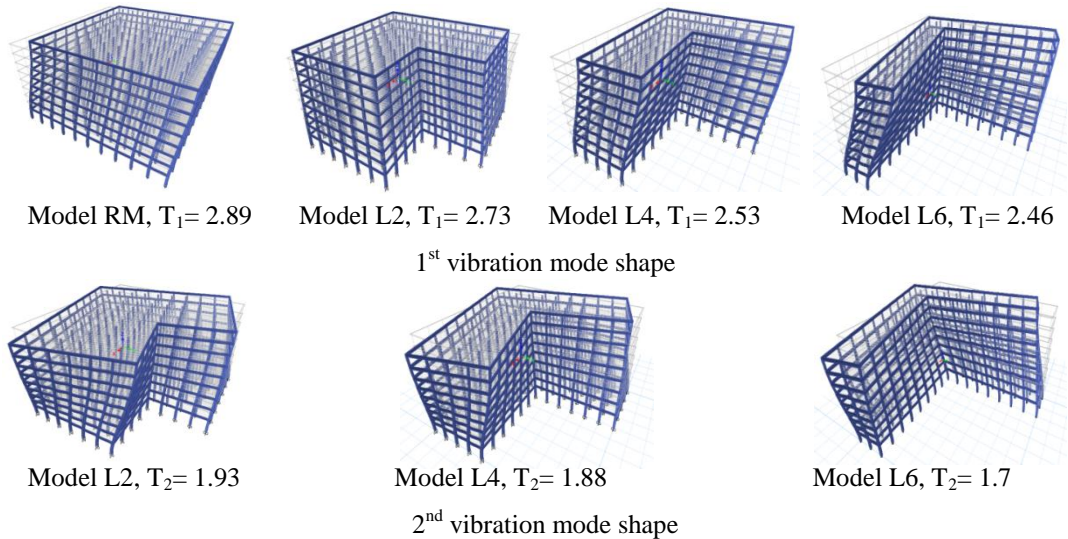 Model RM, T₁= 2.89
Model L2, T₁= 2.73
Model L4, T₁= 2.53
Model L6, T₁= 2.46
1ˢᵗ vibration mode shape
Model L2, T₂= 1.93
Model L4, T₂= 1.88
Model L6, T₂= 1.7
2ⁿᵈ vibration mode shape